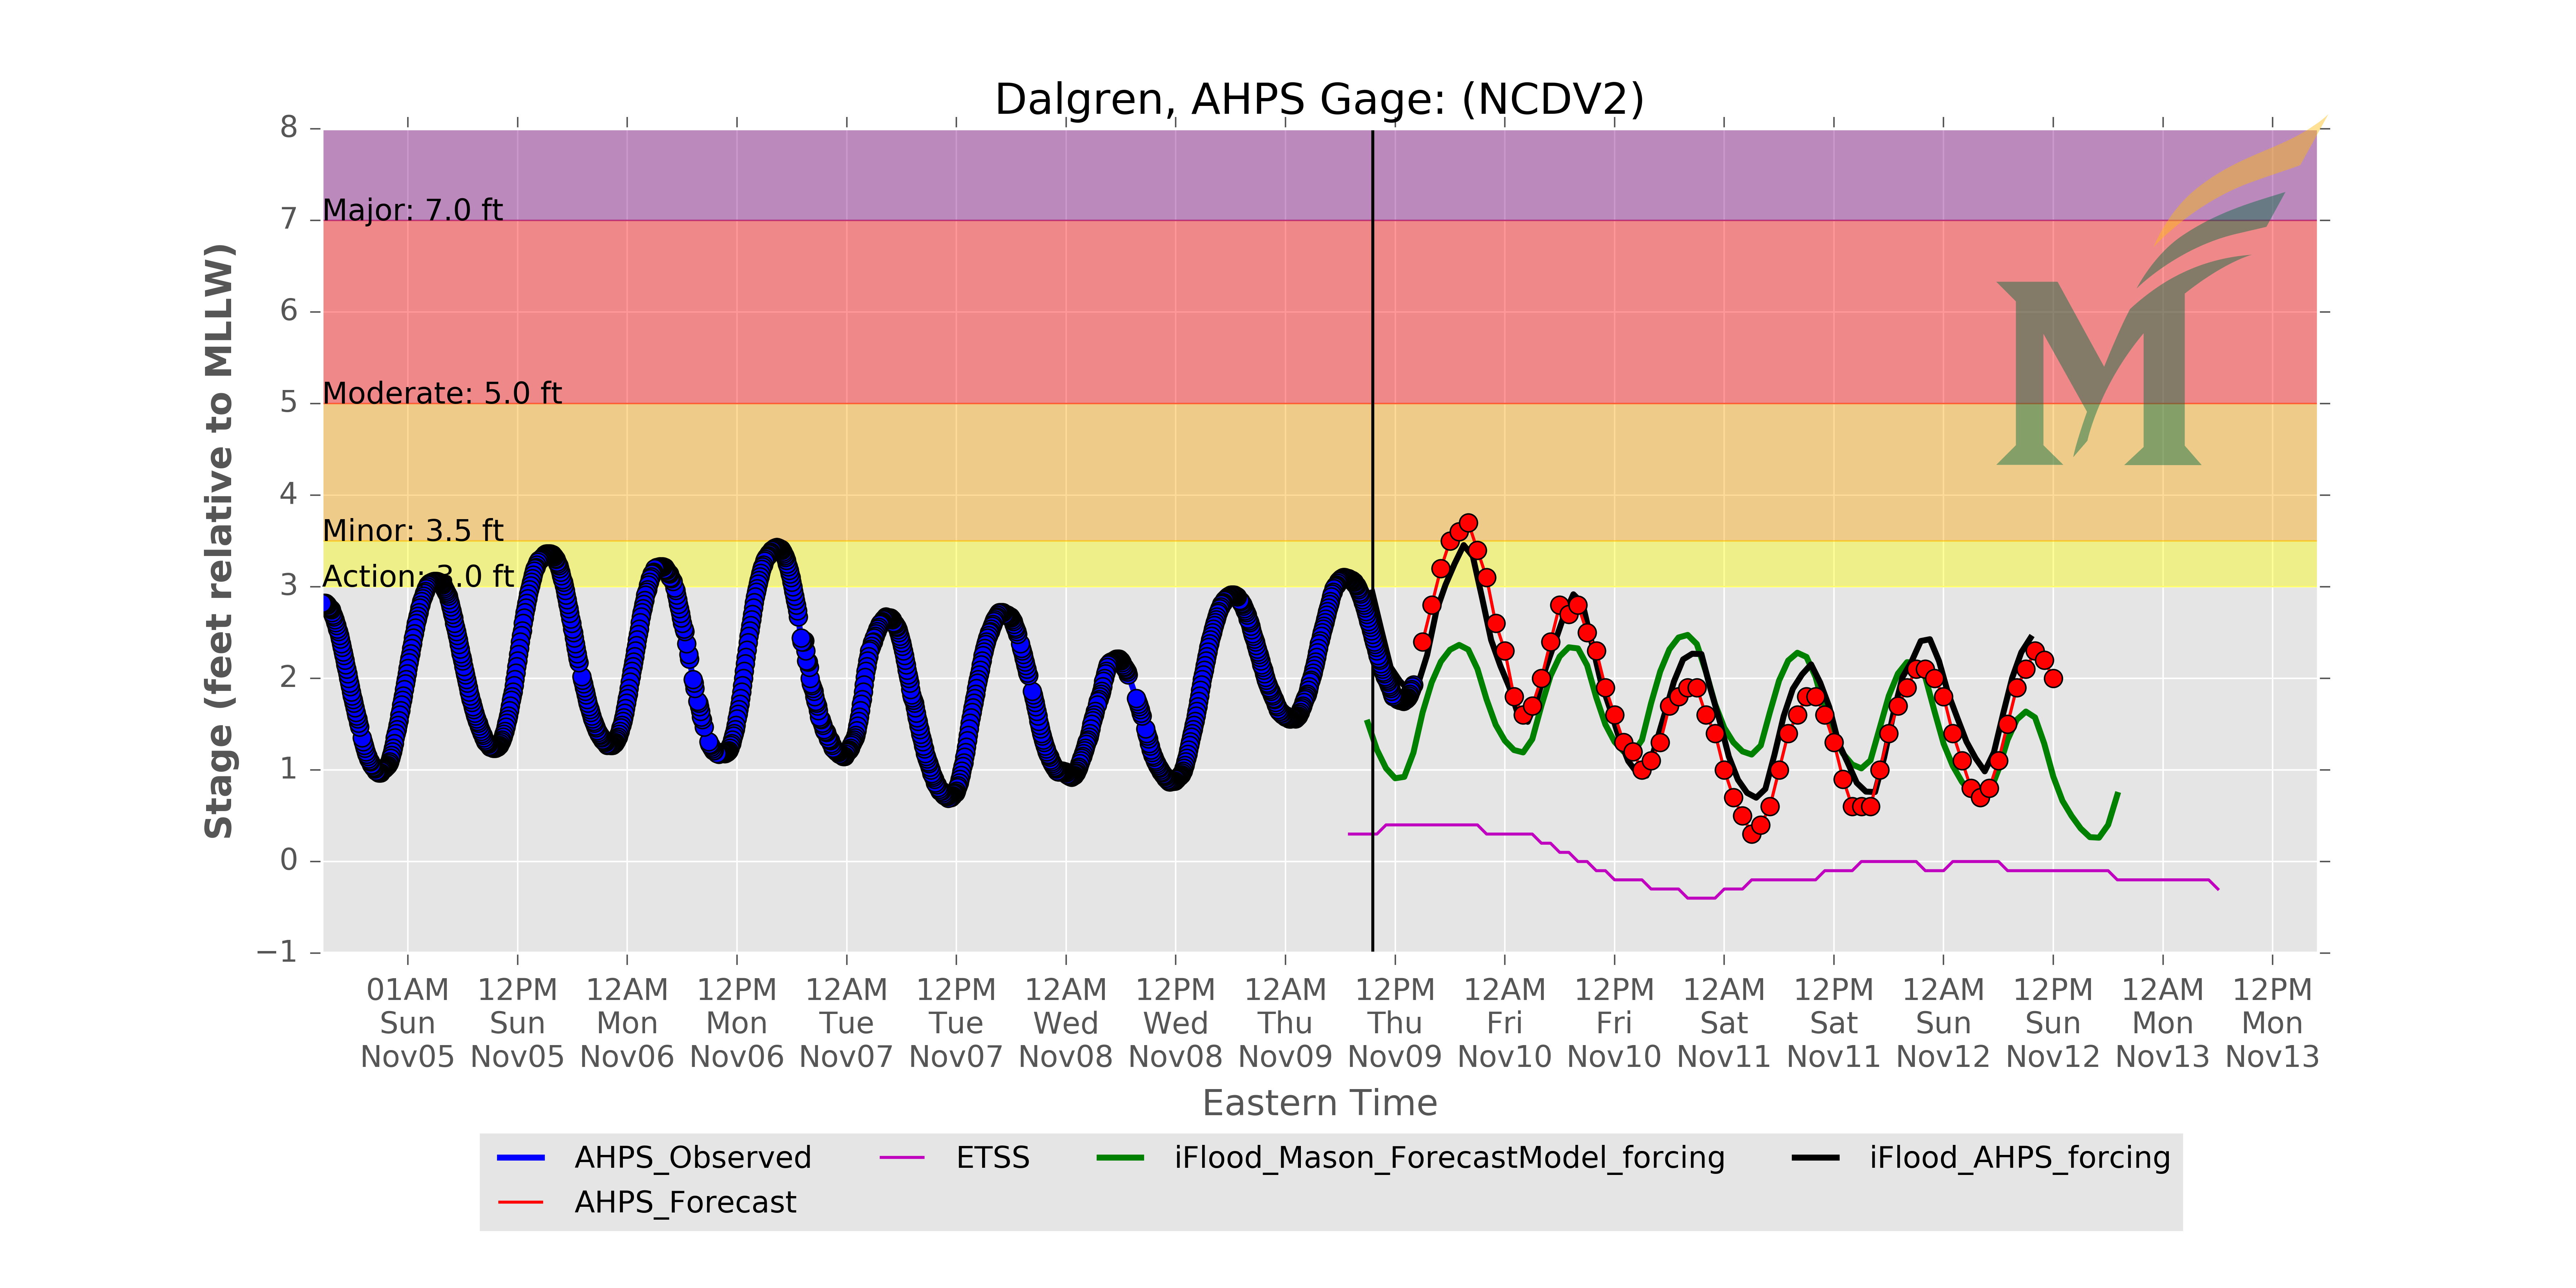 Dalgren, AHPS Gage: (NCDV2)
Stage (feet relative to MLLW)
8
7
6
5
4
3
2
1
0
−1
Major: 7.0 ft
Moderate: 5.0 ft
Minor: 3.5 ft
Action: 3.0 ft
M
01AM 12PM 12AM 12PM 12AM 12PM 12AM 12PM 12AM 12PM 12AM 12PM 12AM 12PM 12AM 12PM 12AM 12PM
Sun Sun Mon Mon Tue Tue Wed Wed Thu Thu Fri Fri Sat Sat Sun Sun Mon Mon
Nov05 Nov05 Nov06 Nov06 Nov07 Nov07 Nov08 Nov08 Nov09 Nov09 Nov10 Nov10 Nov11 Nov11 Nov12 Nov12 Nov13 Nov13
Eastern Time
AHPS_Observed ETSS iFlood_Mason_ForecastModel_forcing iFlood_AHPS_forcing
AHPS_Forecast